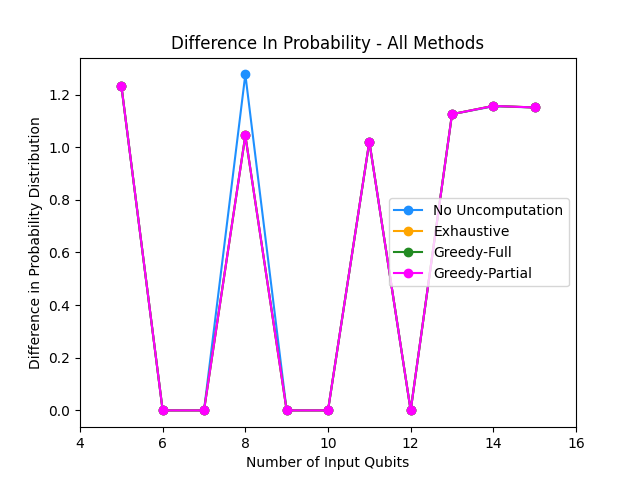 Difference In Probability - All Methods
Difference in Probability Distribution
1.2
1.0
0.8
0.6
0.4
0.2
0.0
No Uncomputation
Exhaustive
Greedy-Full
Greedy-Partial
4 6 8 10 12 14 16
Number of Input Qubits